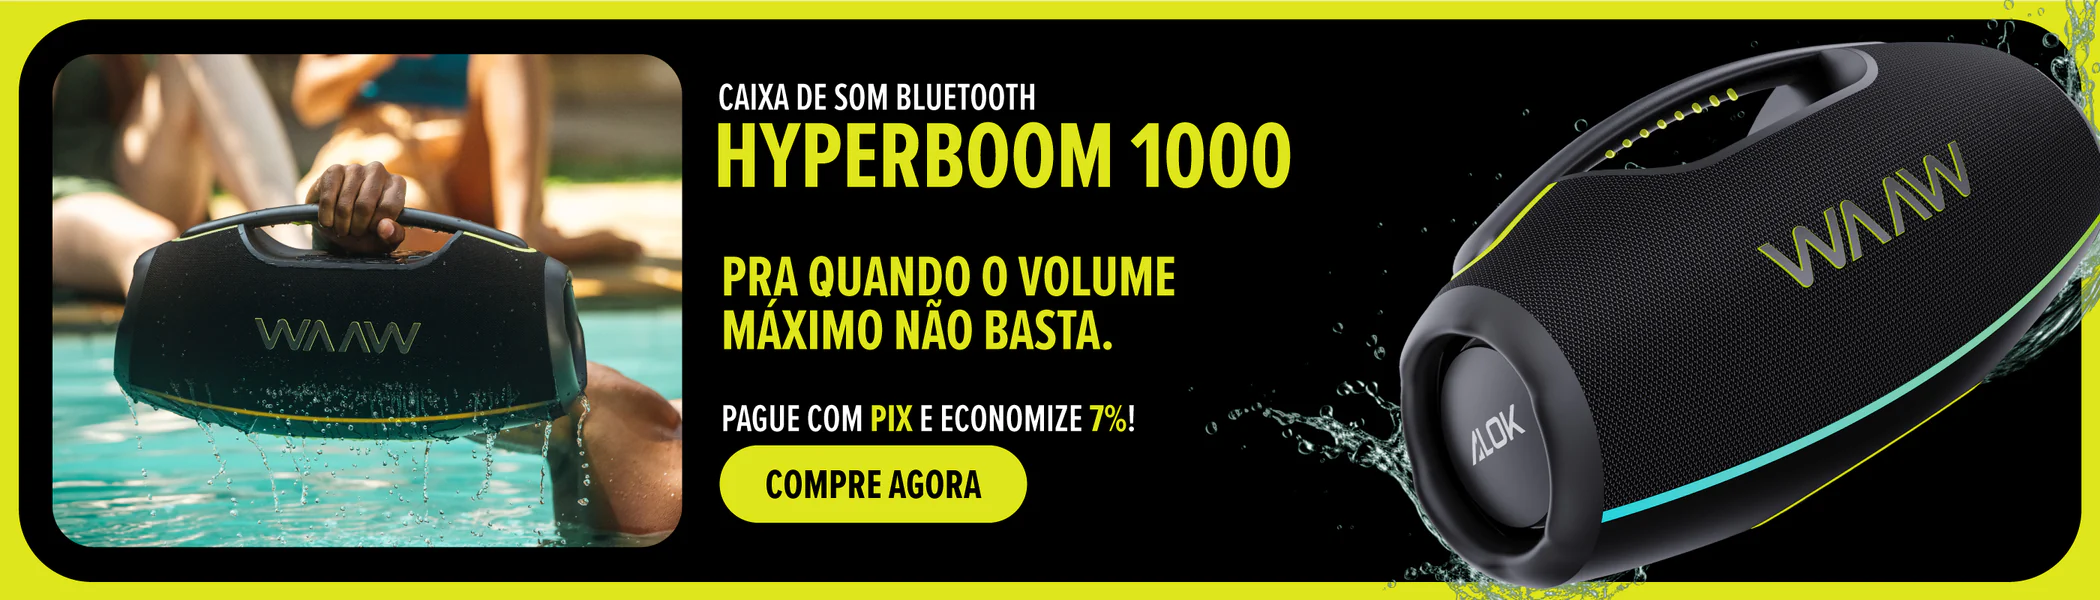 WAAW
CAIXA DE SOM BLUETOOTH
HYPERBOOM 1000
PRA QUANDO O VOLUME
MÁXIMO NÃO BASTA.
PAGUE COM PIX E ECONOMIZE 7%!
COMPRE AGORA
WAAW
ALOK